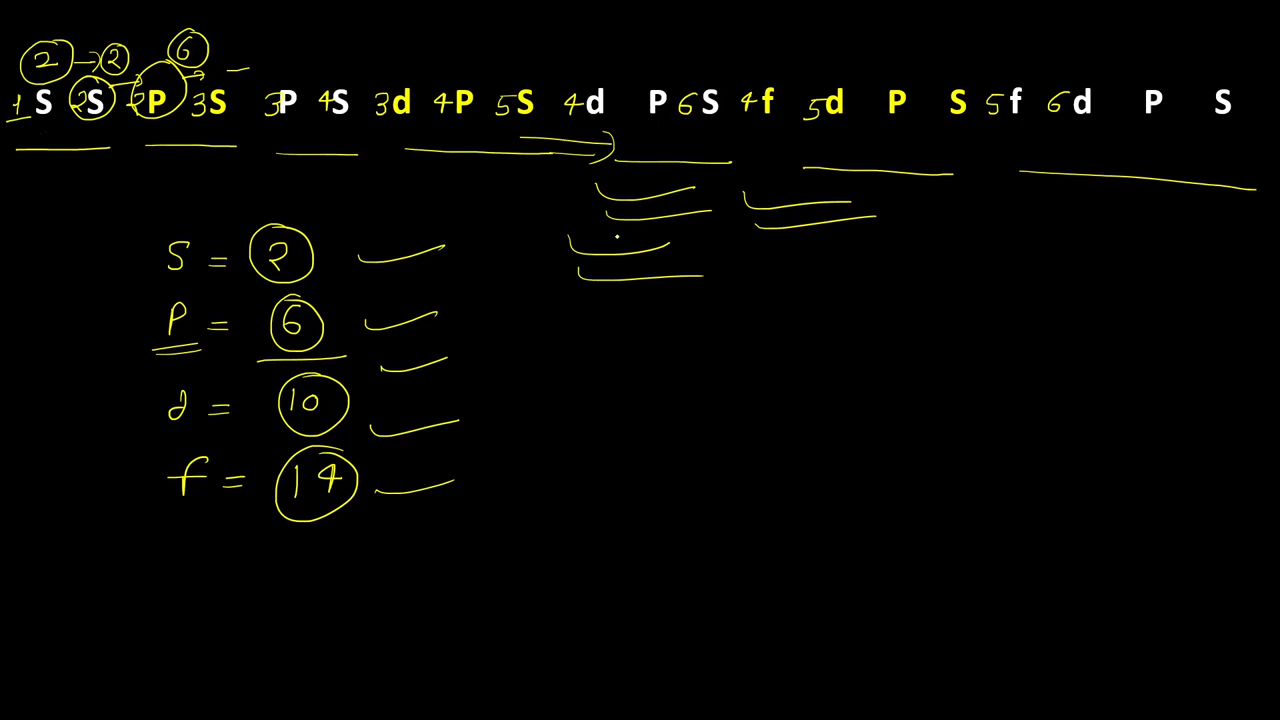 2 → 2 6
1S 2S 2P 3S 3P 4S 3d 4P 5S 4d P 6S 4f 5d P S 5f 6d P S
S = 2
P = 6
d = 10
f = 14